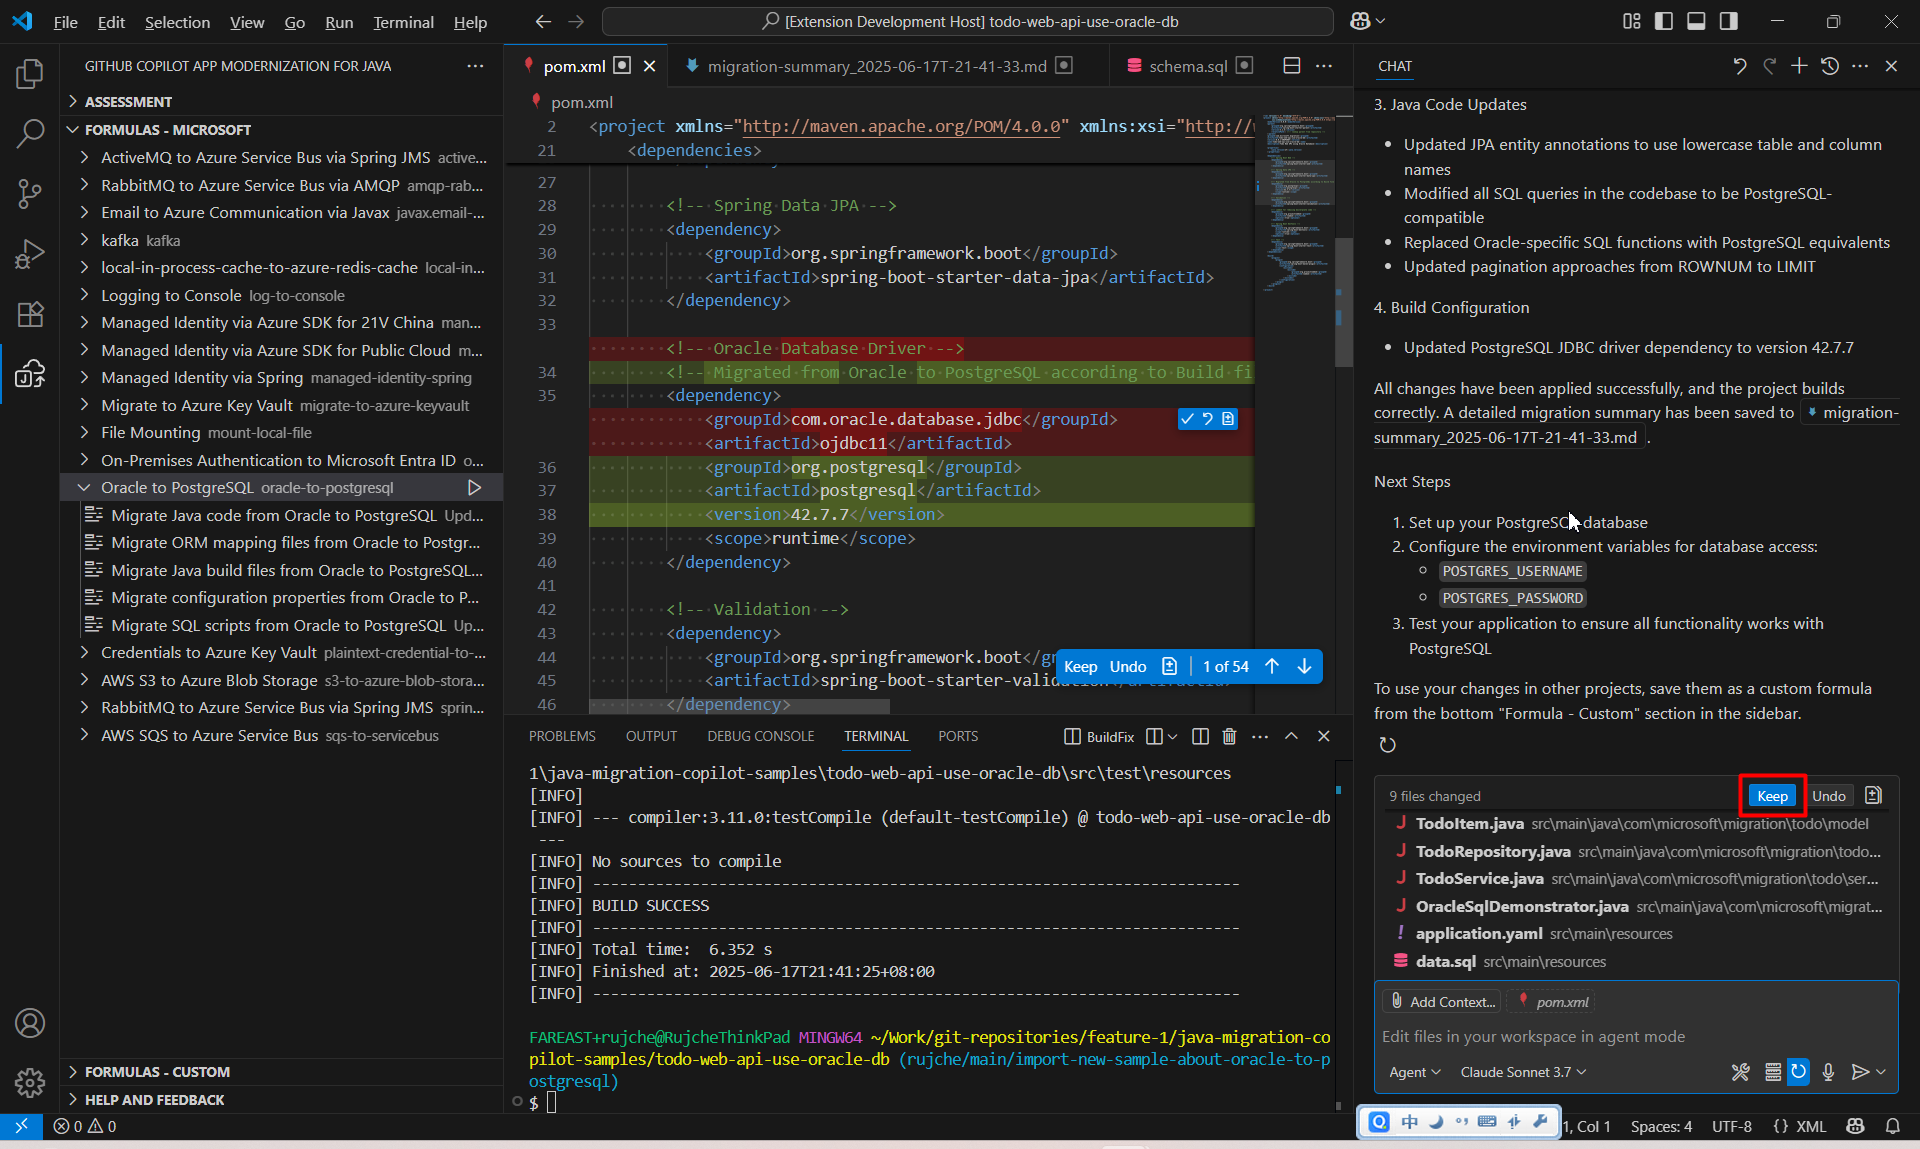 File Edit Selection View Go Run Terminal Help
[Extension Development Host] todo-web-api-use-oracle-db
GITHUB COPILOT APP MODERNIZATION FOR JAVA
ASSESSMENT
FORMULAS - MICROSOFT
ActiveMQ to Azure Service Bus via Spring JMS active...
RabbitMQ to Azure Service Bus via AMQP amqp-rab...
Email to Azure Communication via Javax javax.email-...
kafka kafka
local-in-process-cache-to-azure-redis-cache local-in...
Logging to Console log-to-console
Managed Identity via Azure SDK for 21V China man...
Managed Identity via Azure SDK for Public Cloud m...
Managed Identity via Spring managed-identity-spring
Migrate to Azure Key Vault migrate-to-azure-keyvault
File Mounting mount-local-file
On-Premises Authentication to Microsoft Entra ID o...
Oracle to PostgreSQL oracle-to-postgresql
Migrate Java code from Oracle to PostgreSQL Upd...
Migrate ORM mapping files from Oracle to Postgr...
Migrate Java build files from Oracle to PostgreSQL...
Migrate configuration properties from Oracle to P...
Migrate SQL scripts from Oracle to PostgreSQL Up...
Credentials to Azure Key Vault plaintext-credential-to-...
AWS S3 to Azure Blob Storage s3-to-azure-blob-stora...
RabbitMQ to Azure Service Bus via Spring JMS sprin...
AWS SQS to Azure Service Bus sqs-to-servicebus
FORMULAS - CUSTOM
HELP AND FEEDBACK
pom.xml migration-summary_2025-06-17T-21-41-33.md schema.sql
pom.xml
2 <project xmlns="http://maven.apache.org/POM/4.0.0" xmlns:xsi="http://
21 <dependencies>
27
28 <!-- Spring Data JPA -->
29 <dependency>
30 <groupId>org.springframework.boot</groupId>
31 <artifactId>spring-boot-starter-data-jpa</artifactId>
32 </dependency>
33
<!-- Oracle Database Driver -->
34 <!-- Migrated from Oracle to PostgreSQL according to Build fi
35 <dependency>
<groupId>com.oracle.database.jdbc</groupId>
<artifactId>ojdbc11</artifactId>
36 <groupId>org.postgresql</groupId>
37 <artifactId>postgresql</artifactId>
38 <version>42.7.7</version>
39 <scope>runtime</scope>
40 </dependency>
41
42 <!-- Validation -->
43 <dependency>
44 <groupId>org.springframework.boot</gr
45 <artifactId>spring-boot-starter-valid
46 </dependency>
Keep Undo 1 of 54
PROBLEMS OUTPUT DEBUG CONSOLE TERMINAL PORTS
BuildFix
1\java-migration-copilot-samples\todo-web-api-use-oracle-db\src\test\resources
[INFO]
[INFO] --- compiler:3.11.0:testCompile (default-testCompile) @ todo-web-api-use-oracle-db
---
[INFO] No sources to compile
[INFO] ------------------------------------------------------------------------
[INFO] BUILD SUCCESS
[INFO] ------------------------------------------------------------------------
[INFO] Total time:  6.352 s
[INFO] Finished at: 2025-06-17T21:41:25+08:00
[INFO] ------------------------------------------------------------------------
FAREAST+rujche@RujcheThinkPad MINGW64 ~/Work/git-repositories/feature-1/java-migration-co
pilot-samples/todo-web-api-use-oracle-db (rujche/main/import-new-sample-about-oracle-to-p
ostgresql)
$
CHAT
3. Java Code Updates
• Updated JPA entity annotations to use lowercase table and column
names
• Modified all SQL queries in the codebase to be PostgreSQL-
compatible
• Replaced Oracle-specific SQL functions with PostgreSQL equivalents
• Updated pagination approaches from ROWNUM to LIMIT
4. Build Configuration
• Updated PostgreSQL JDBC driver dependency to version 42.7.7
All changes have been applied successfully, and the project builds
correctly. A detailed migration summary has been saved to migration-
summary_2025-06-17T-21-41-33.md .
Next Steps
1. Set up your PostgreSQL database
2. Configure the environment variables for database access:
POSTGRES_USERNAME
POSTGRES_PASSWORD
3. Test your application to ensure all functionality works with
PostgreSQL
To use your changes in other projects, save them as a custom formula
from the bottom "Formula - Custom" section in the sidebar.
9 files changed Keep Undo
TodoItem.java src\main\java\com\microsoft\migration\todo\model
TodoRepository.java src\main\java\com\microsoft\migration\todo...
TodoService.java src\main\java\com\microsoft\migration\todo\ser...
OracleSqlDemonstrator.java src\main\java\com\microsoft\migrat...
application.yaml src\main\resources
data.sql src\main\resources
Add Context... pom.xml
Edit files in your workspace in agent mode
Agent Claude Sonnet 3.7
0 0
中
1, Col 1 Spaces: 4 UTF-8 {} XML